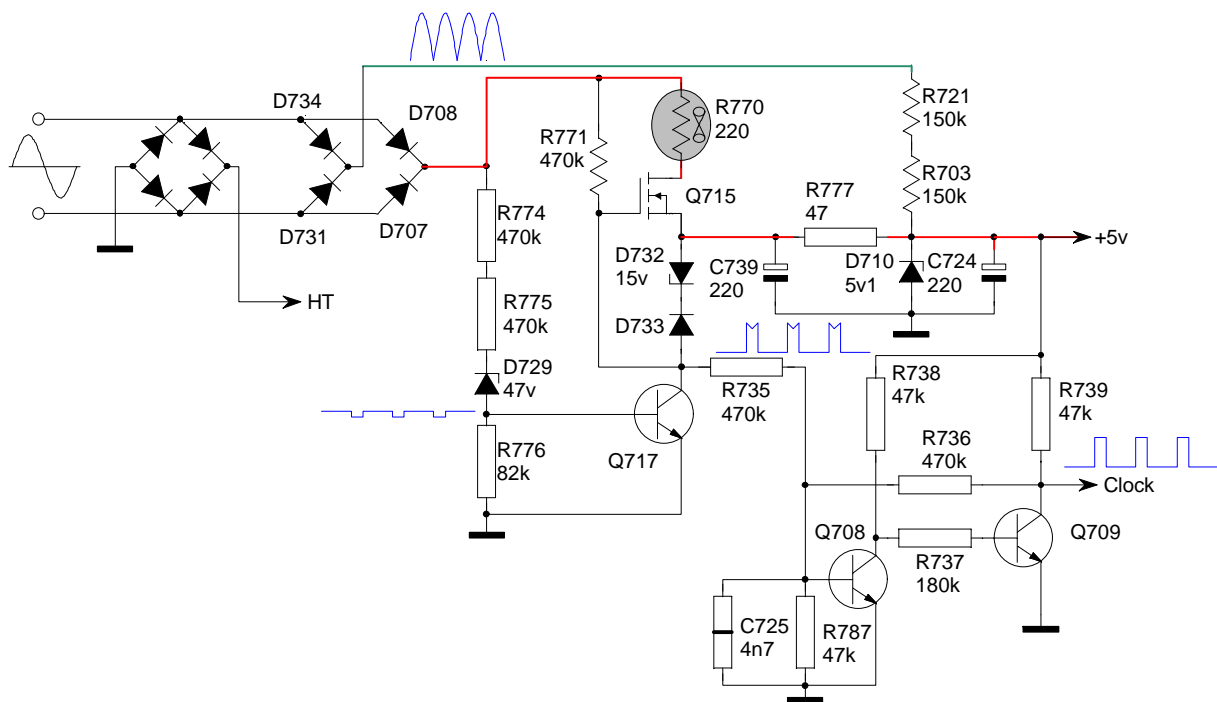 D734
D708
R771
470k
R770
220
R721
150k
R703
150k
Q715
R777
47
D731
D707
R774
470k
D732
15v
C739
220
D710
5v1
C724
220
+5v
HT
R775
470k
D733
D729
47v
R735
470k
R738
47k
R739
47k
R776
82k
Q717
R736
470k
Clock
Q708
Q709
R737
180k
C725
4n7
R787
47k